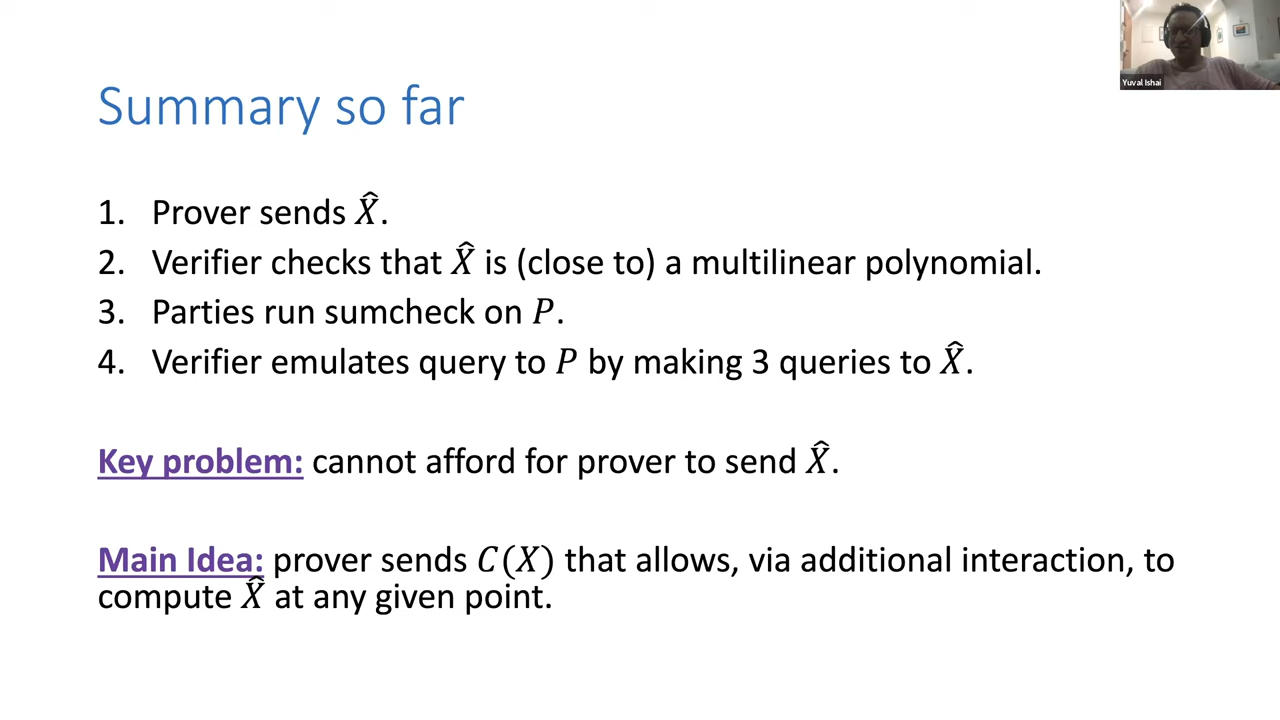 Yuval Ishai
Summary so far
1. Prover sends X̂.
2. Verifier checks that X̂ is (close to) a multilinear polynomial.
3. Parties run sumcheck on P.
4. Verifier emulates query to P by making 3 queries to X̂.
Key problem: cannot afford for prover to send X̂.
Main Idea: prover sends C(X) that allows, via additional interaction, to
compute X̂ at any given point.